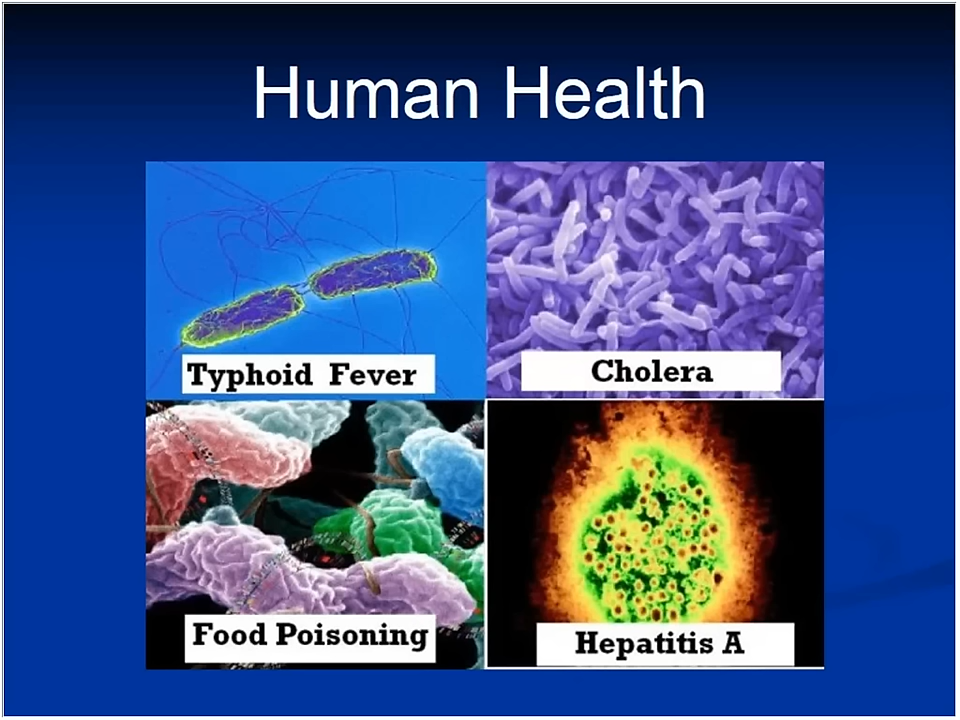 Human Health
Typhoid Fever
Cholera
Food Poisoning
Hepatitis A